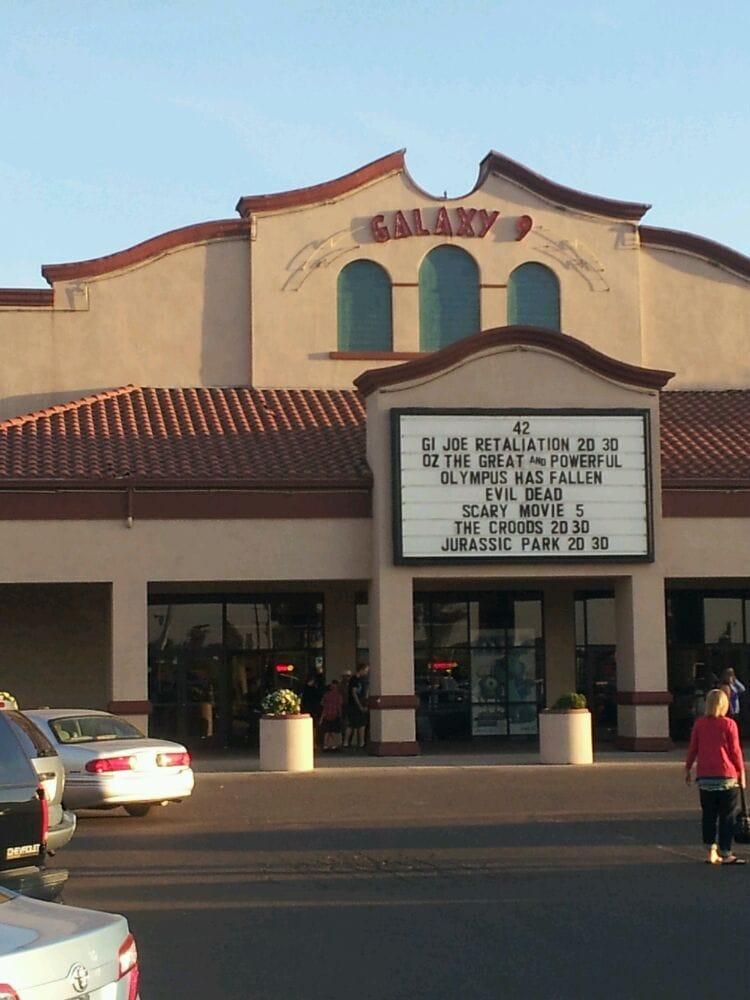 GALAXY 9
42
GI JOE RETALIATION 2D 3D
OZ THE GREAT AND POWERFUL
OLYMPUS HAS FALLEN
EVIL DEAD
SCARY MOVIE 5
THE CROODS 2D 3D
JURASSIC PARK 2D 3D
CHEVROLET